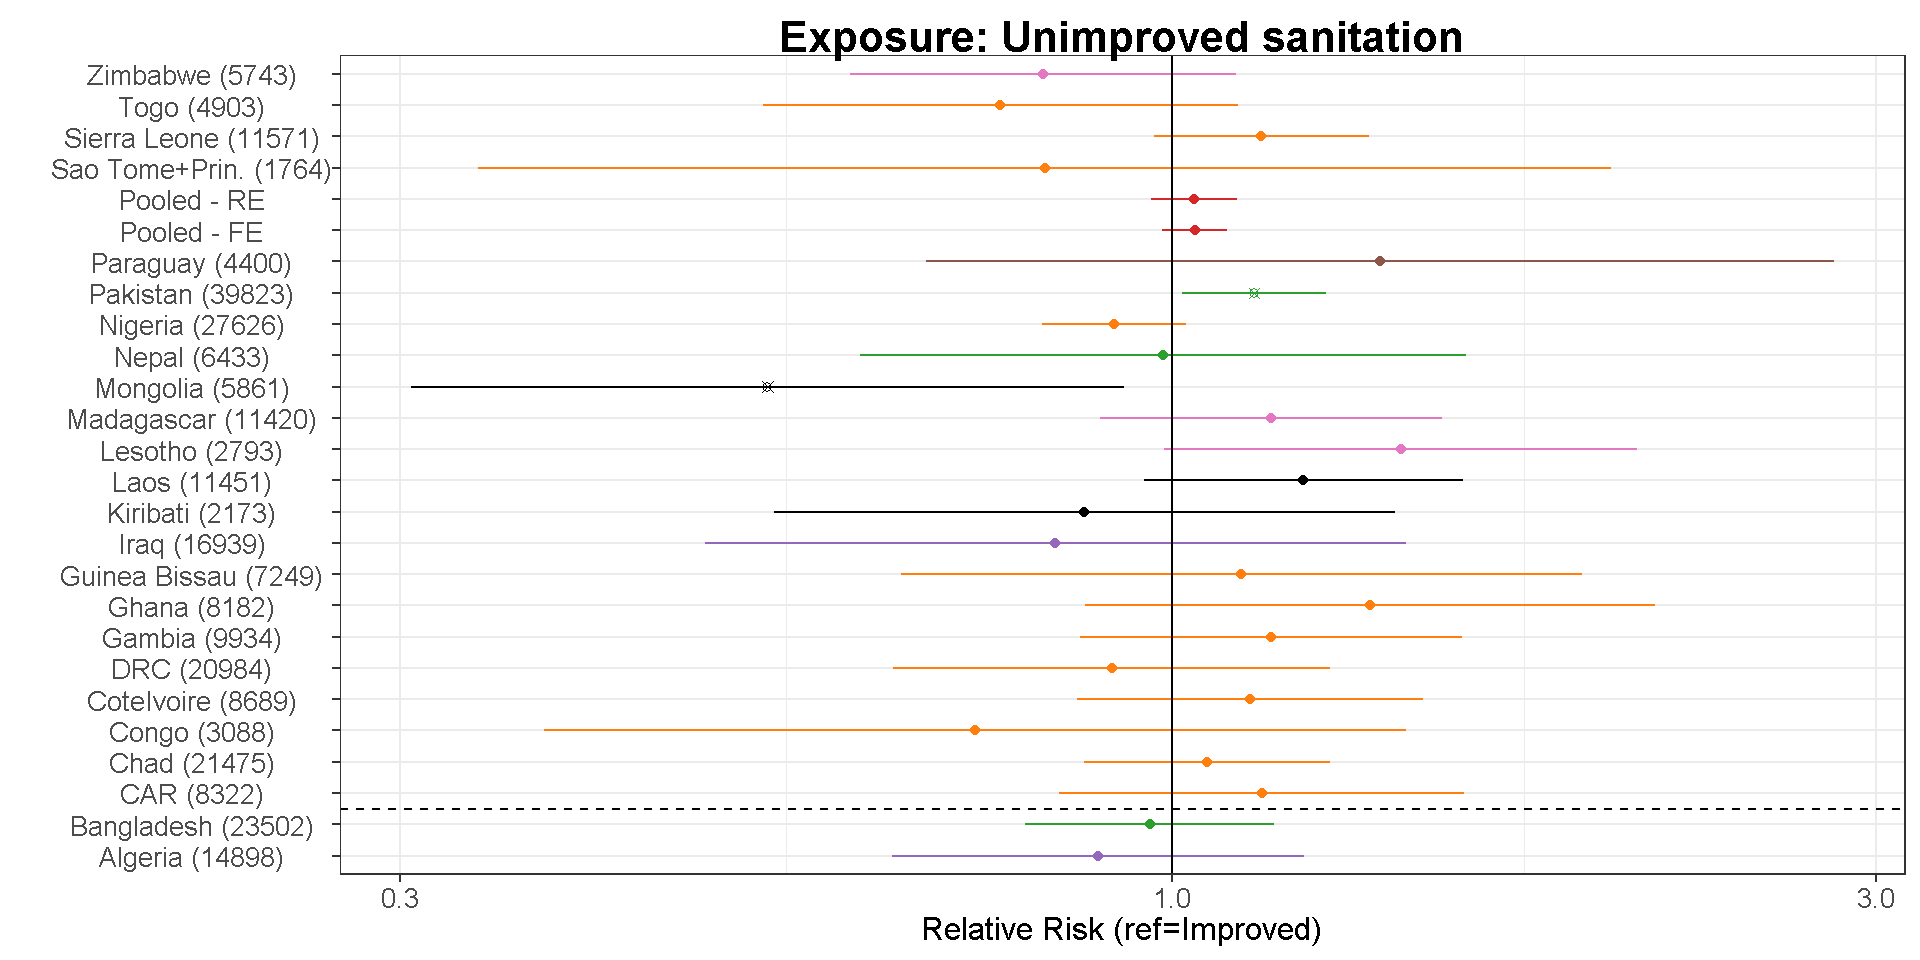 Exposure: Unimproved sanitation
Zimbabwe (5743)
Togo (4903)
Sierra Leone (11571)
Sao Tome+Prin. (1764)
Pooled - RE
Pooled - FE
Paraguay (4400)
Pakistan (39823)
Nigeria (27626)
Nepal (6433)
Mongolia (5861)
Madagascar (11420)
Lesotho (2793)
Laos (11451)
Kiribati (2173)
Iraq (16939)
Guinea Bissau (7249)
Ghana (8182)
Gambia (9934)
DRC (20984)
CoteIvoire (8689)
Congo (3088)
Chad (21475)
CAR (8322)
Bangladesh (23502)
Algeria (14898)
0.3 1.0 3.0
Relative Risk (ref=Improved)